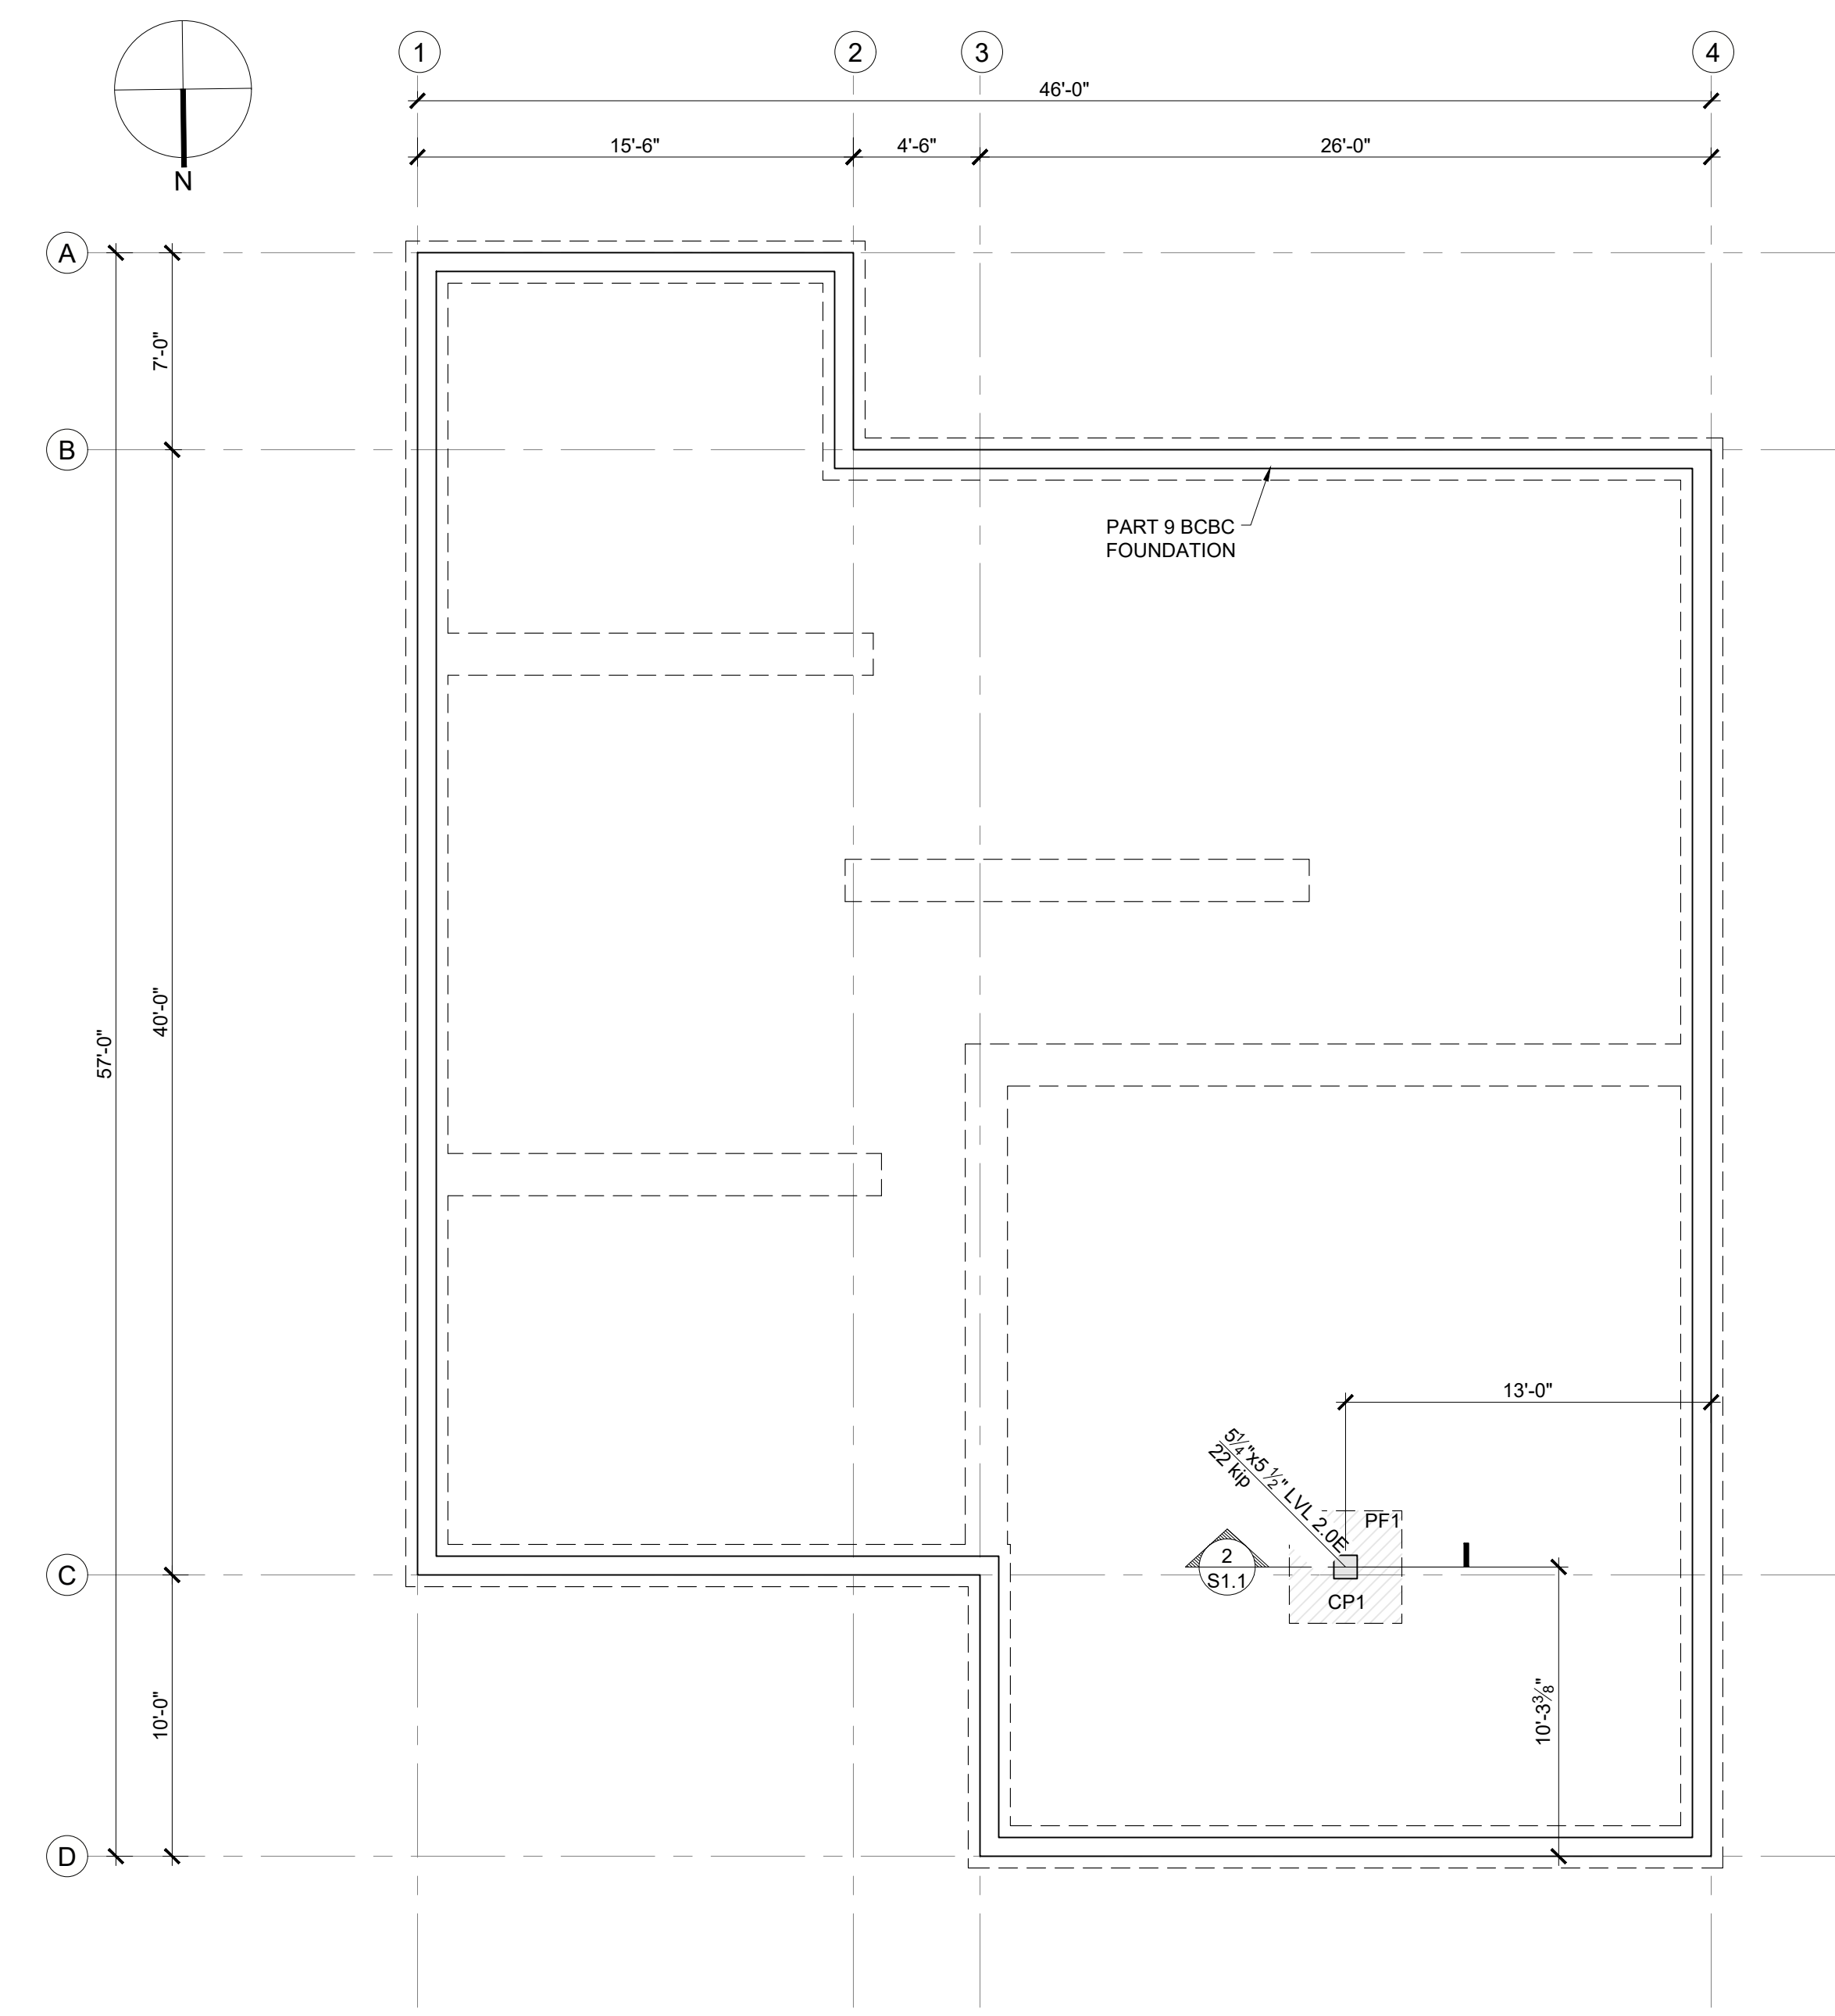 1
2
3
4
46'-0"
15'-6"
4'-6"
26'-0"
N
A
7'-0"
B
PART 9 BCBC
FOUNDATION
40'-0"
57'-0"
13'-0"
5¼"x5 ½" LVL 2.0E
22 kip
PF1
2
S1.1
CP1
C
10'-0"
10'-3⅜"
D